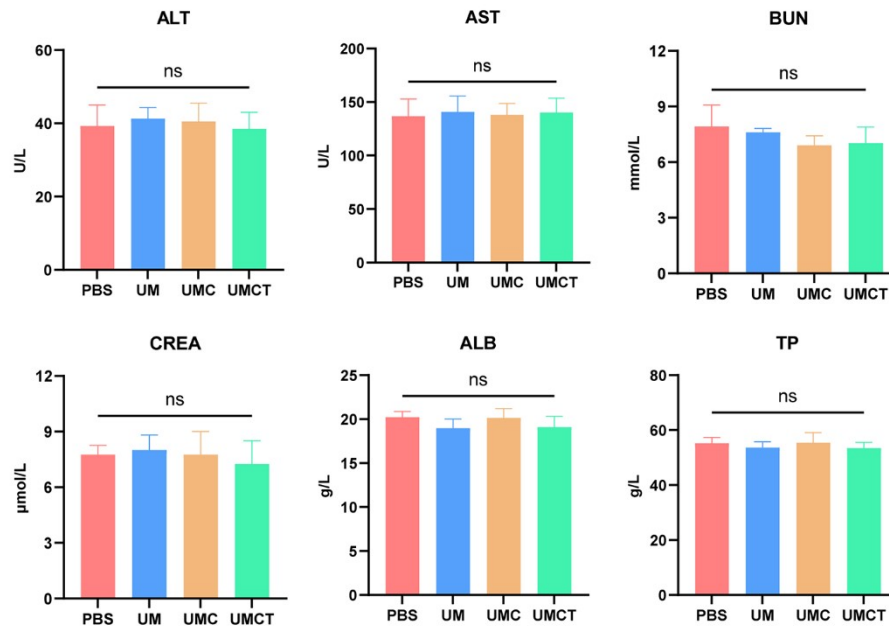 ALT
60
40
20
0
U/L
ns
PBS UM UMC UMCT
AST
200
150
100
50
0
U/L
ns
PBS UM UMC UMCT
BUN
12
9
6
3
0
mmol/L
ns
PBS UM UMC UMCT
CREA
12
9
6
3
0
μmol/L
ns
PBS UM UMC UMCT
ALB
25
20
15
10
5
0
g/L
ns
PBS UM UMC UMCT
TP
80
60
40
20
0
g/L
ns
PBS UM UMC UMCT